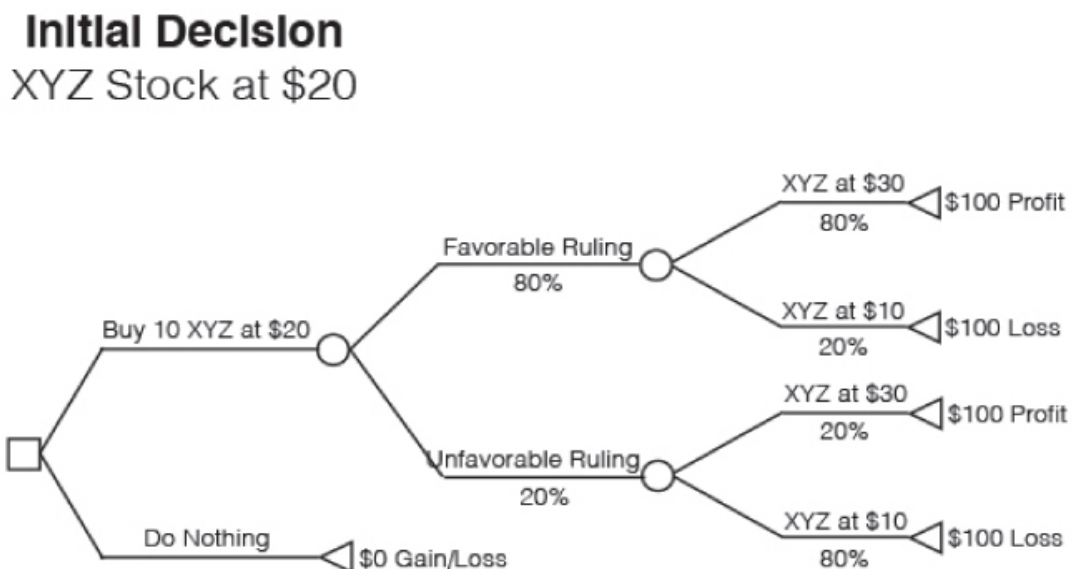 Initial Decision
XYZ Stock at $20
XYZ at $30
$100 Profit
80%
Favorable Ruling
80%
XYZ at $10
$100 Loss
20%
Buy 10 XYZ at $20
XYZ at $30
$100 Profit
20%
Unfavorable Ruling
20%
XYZ at $10
$100 Loss
80%
Do Nothing
$0 Gain/Loss